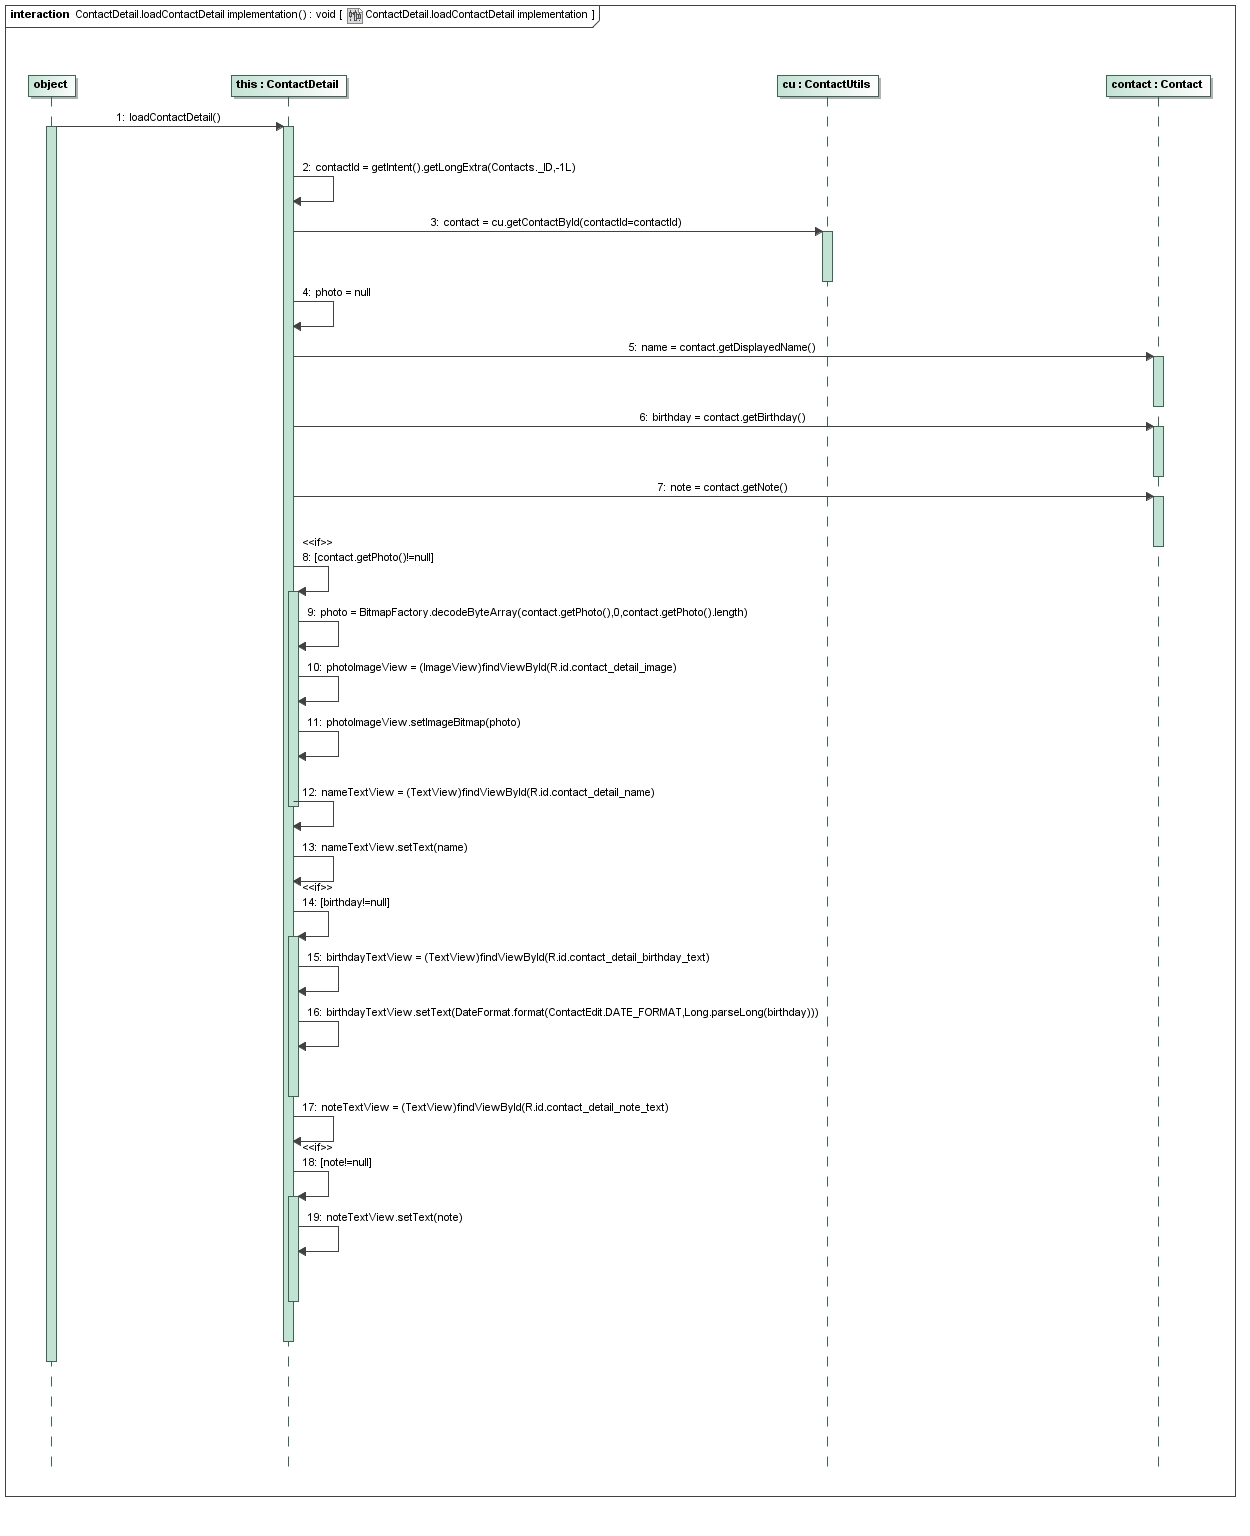 interaction ContactDetail.loadContactDetail implementation() : void [ ContactDetail.loadContactDetail implementation ]
object
this : ContactDetail
cu : ContactUtils
contact : Contact
1: loadContactDetail()
2: contactId = getIntent().getLongExtra(Contacts._ID,-1L)
3: contact = cu.getContactById(contactId=contactId)
4: photo = null
5: name = contact.getDisplayedName()
6: birthday = contact.getBirthday()
7: note = contact.getNote()
<<if>>
8: [contact.getPhoto()!=null]
9: photo = BitmapFactory.decodeByteArray(contact.getPhoto(),0,contact.getPhoto().length)
10: photoImageView = (ImageView)findViewById(R.id.contact_detail_image)
11: photoImageView.setImageBitmap(photo)
12: nameTextView = (TextView)findViewById(R.id.contact_detail_name)
13: nameTextView.setText(name)
<<if>>
14: [birthday!=null]
15: birthdayTextView = (TextView)findViewById(R.id.contact_detail_birthday_text)
16: birthdayTextView.setText(DateFormat.format(ContactEdit.DATE_FORMAT,Long.parseLong(birthday)))
17: noteTextView = (TextView)findViewById(R.id.contact_detail_note_text)
<<if>>
18: [note!=null]
19: noteTextView.setText(note)